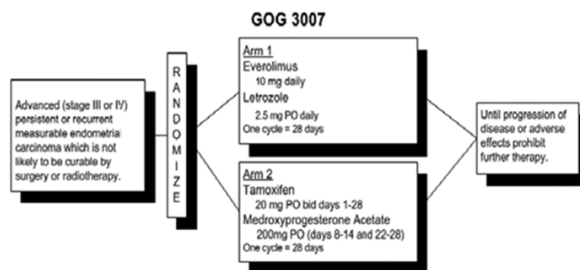 GOG 3007
Advanced (stage III or IV)
persistent or recurrent
measurable endometrial
carcinoma which is not
likely to be curable by
surgery or radiotherapy.
R
A
N
D
O
M
I
Z
E
Arm 1
Everolimus
10 mg daily
Letrozole
2.5 mg PO daily
One cycle = 28 days
Arm 2
Tamoxifen
20 mg PO bid days 1-28
Medroxyprogesterone Acetate
200mg PO (days 8-14 and 22-28)
One cycle = 28 days
Until progression of
disease or adverse
effects prohibit
further therapy.